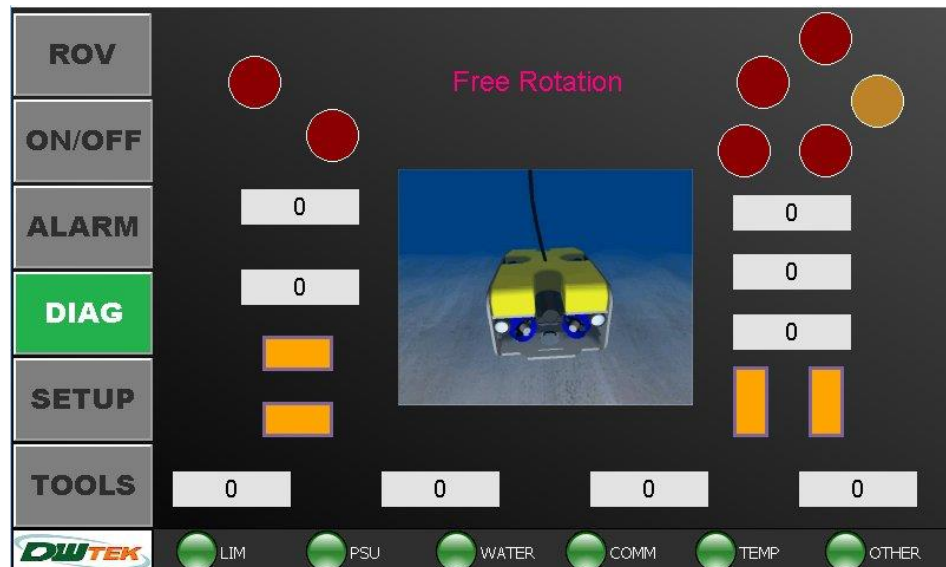 ROV
ON/OFF
ALARM
DIAG
SETUP
TOOLS
Free Rotation
0
0
0
0
0
0 0 0 0
DWTEK
LIM PSU WATER COMM TEMP OTHER